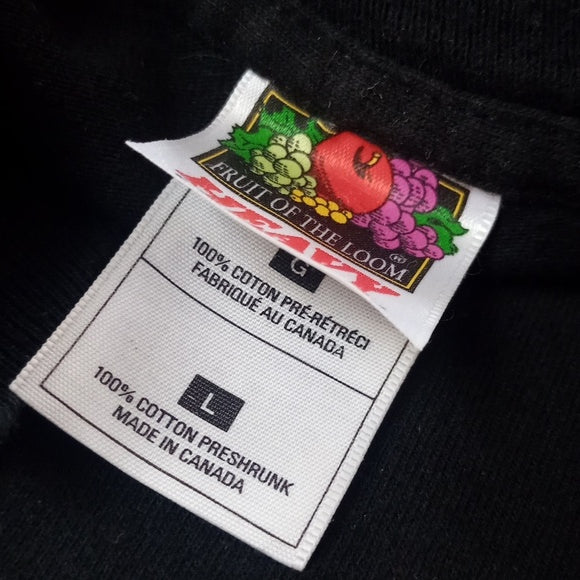 FRUIT OF THE LOOM®
HEAVY
G
100% COTON PRÉ-RÉTRÉCI
FABRIQUÉ AU CANADA
L
100% COTTON PRESHRUNK
MADE IN CANADA